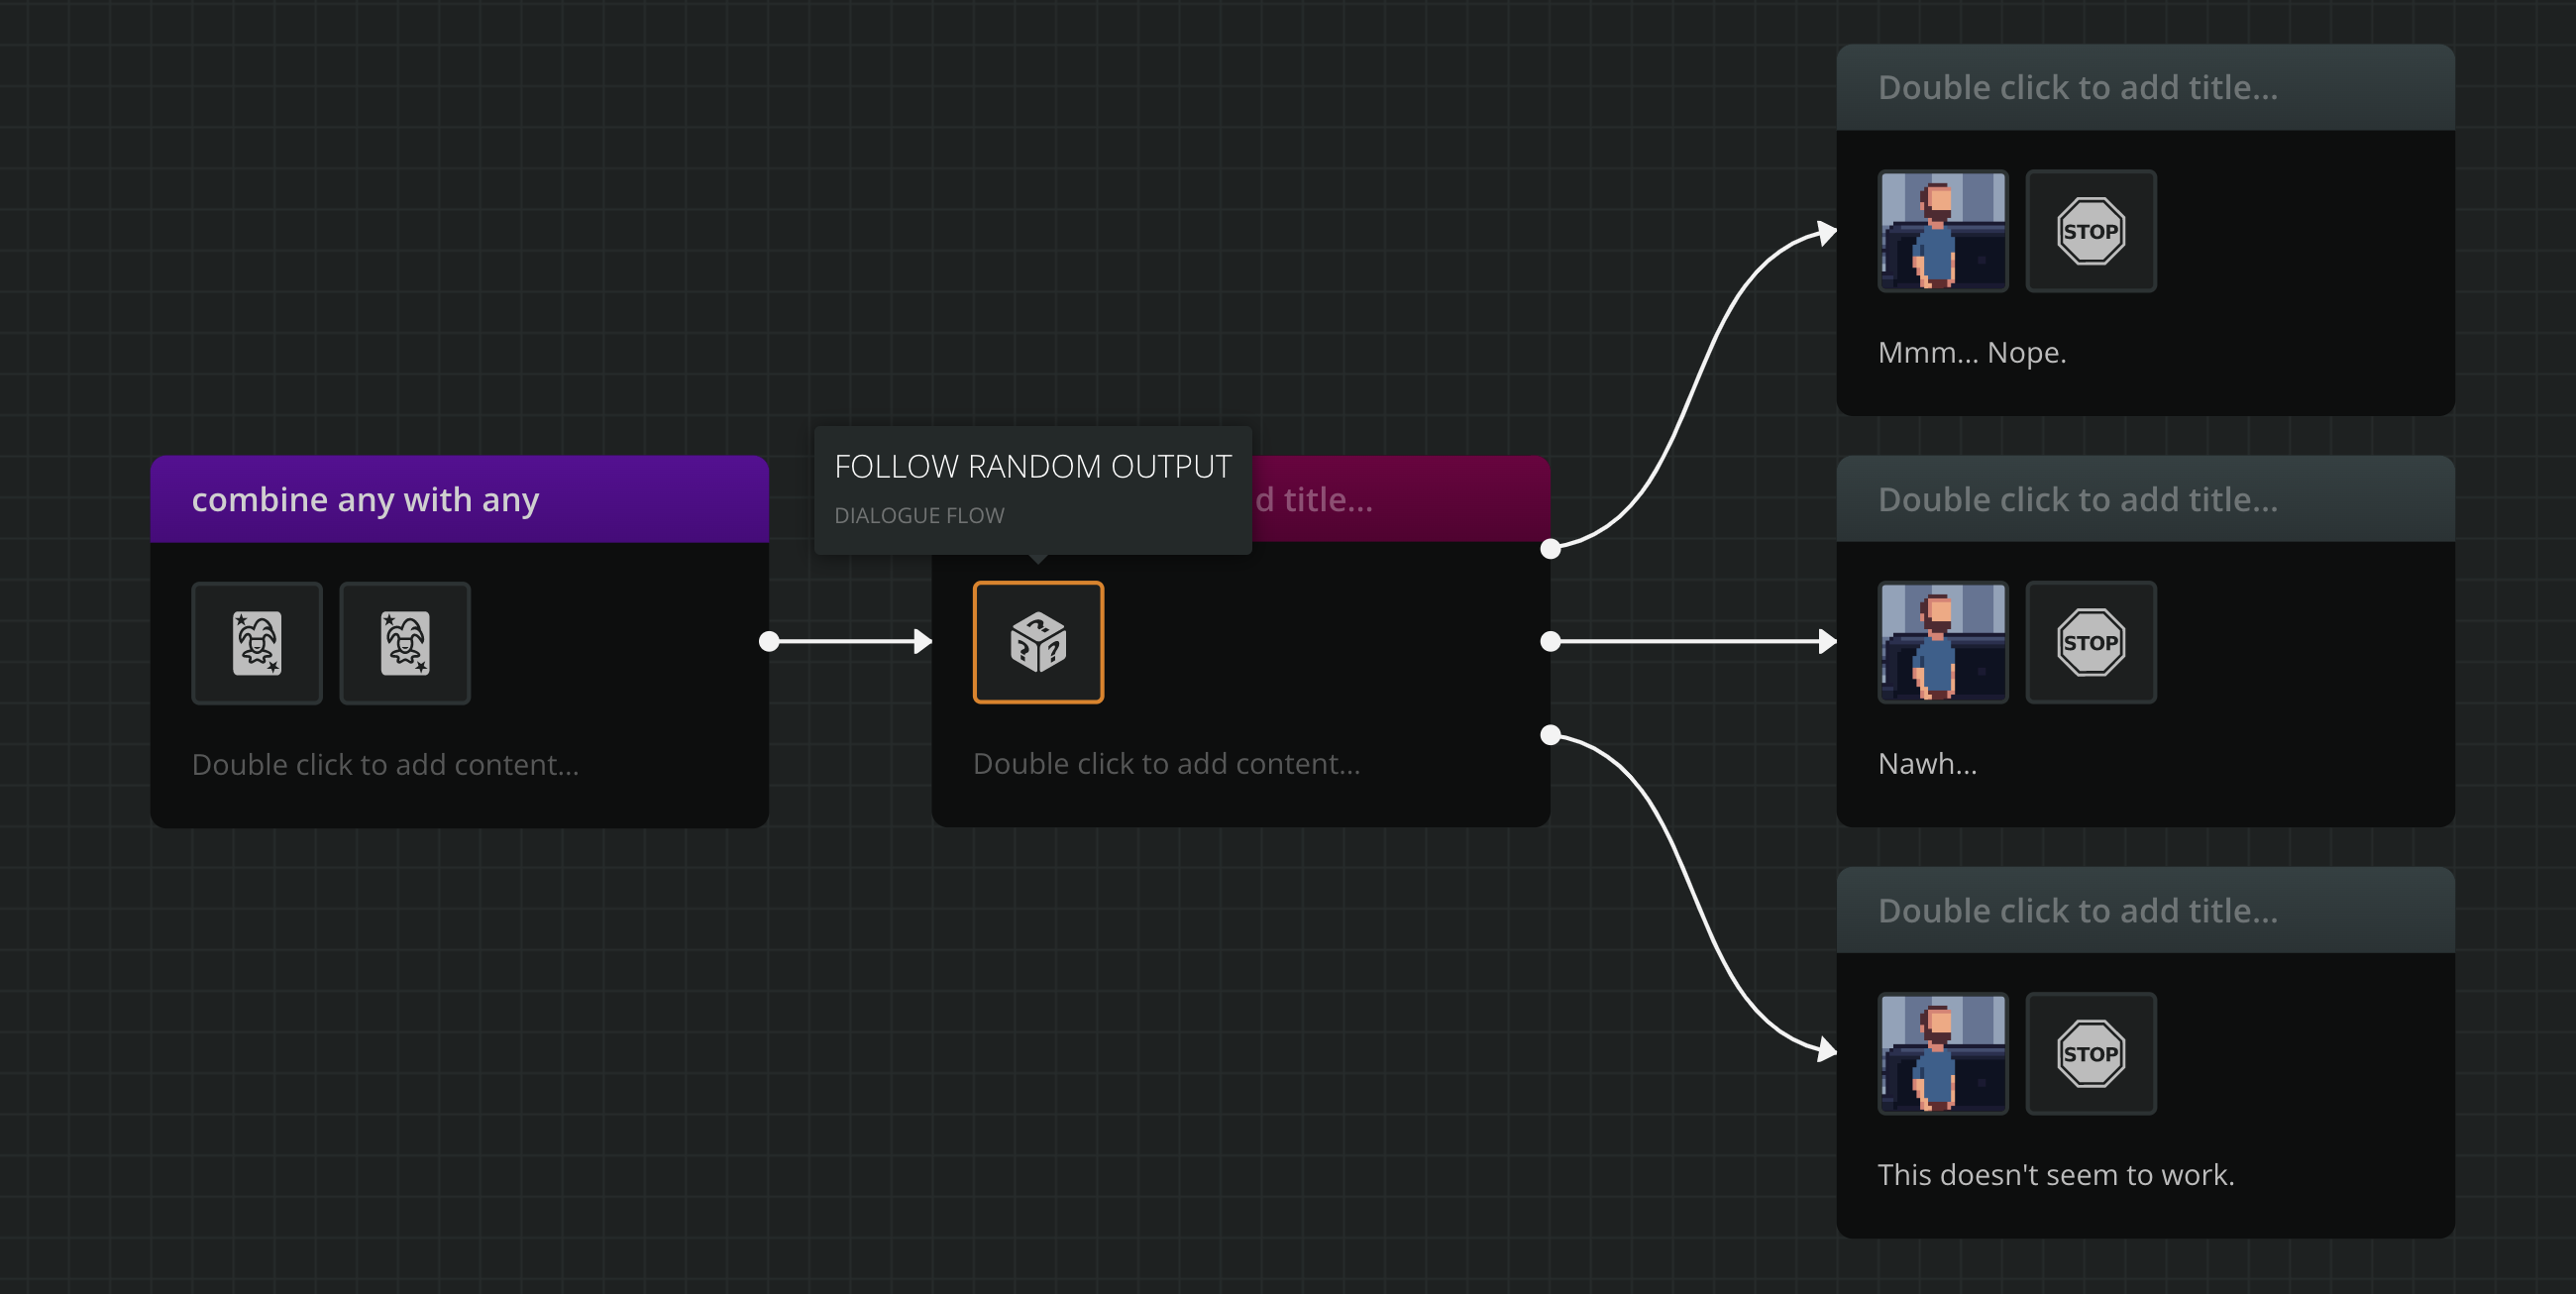 combine any with any
Double click to add content...
FOLLOW RANDOM OUTPUT
DIALOGUE FLOW
d title...
? ? ?
Double click to add content...
Double click to add title...
STOP
Mmm... Nope.
Double click to add title...
STOP
Nawh...
Double click to add title...
STOP
This doesn't seem to work.